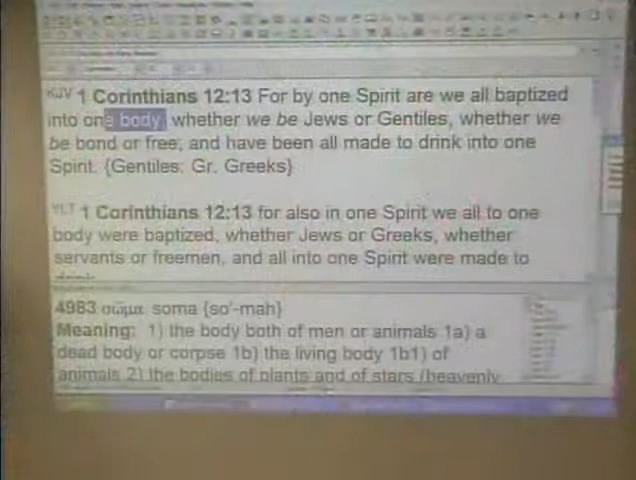 KJV 1 Corinthians 12:13 For by one Spirit are we all baptized
into one body, whether we be Jews or Gentiles, whether we
be bond or free; and have been all made to drink into one
Spirit. {Gentiles: Gr. Greeks}
YLT 1 Corinthians 12:13 for also in one Spirit we all to one
body were baptized, whether Jews or Greeks, whether
servants or freemen, and all into one Spirit were made to
4983 σῶμα soma {so'-mah}
Meaning: 1) the body both of men or animals 1a) a
dead body or corpse 1b) the living body 1b1) of
animals 2) the bodies of plants and of stars (heavenly